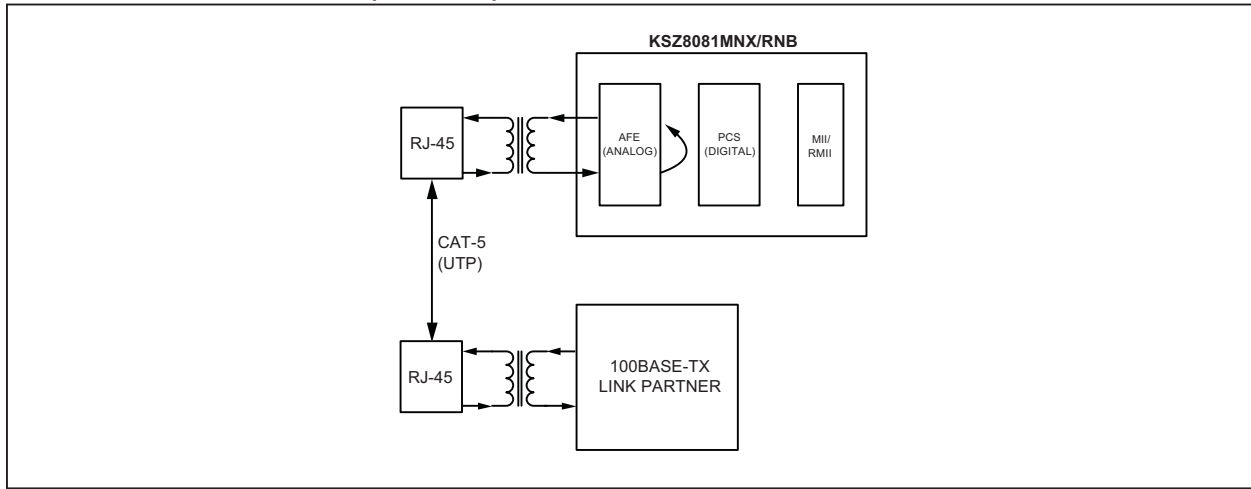 KSZ8081MNX/RNB
RJ-45
AFE
(ANALOG)
PCS
(DIGITAL)
MII/
RMII
CAT-5
(UTP)
RJ-45
100BASE-TX
LINK PARTNER